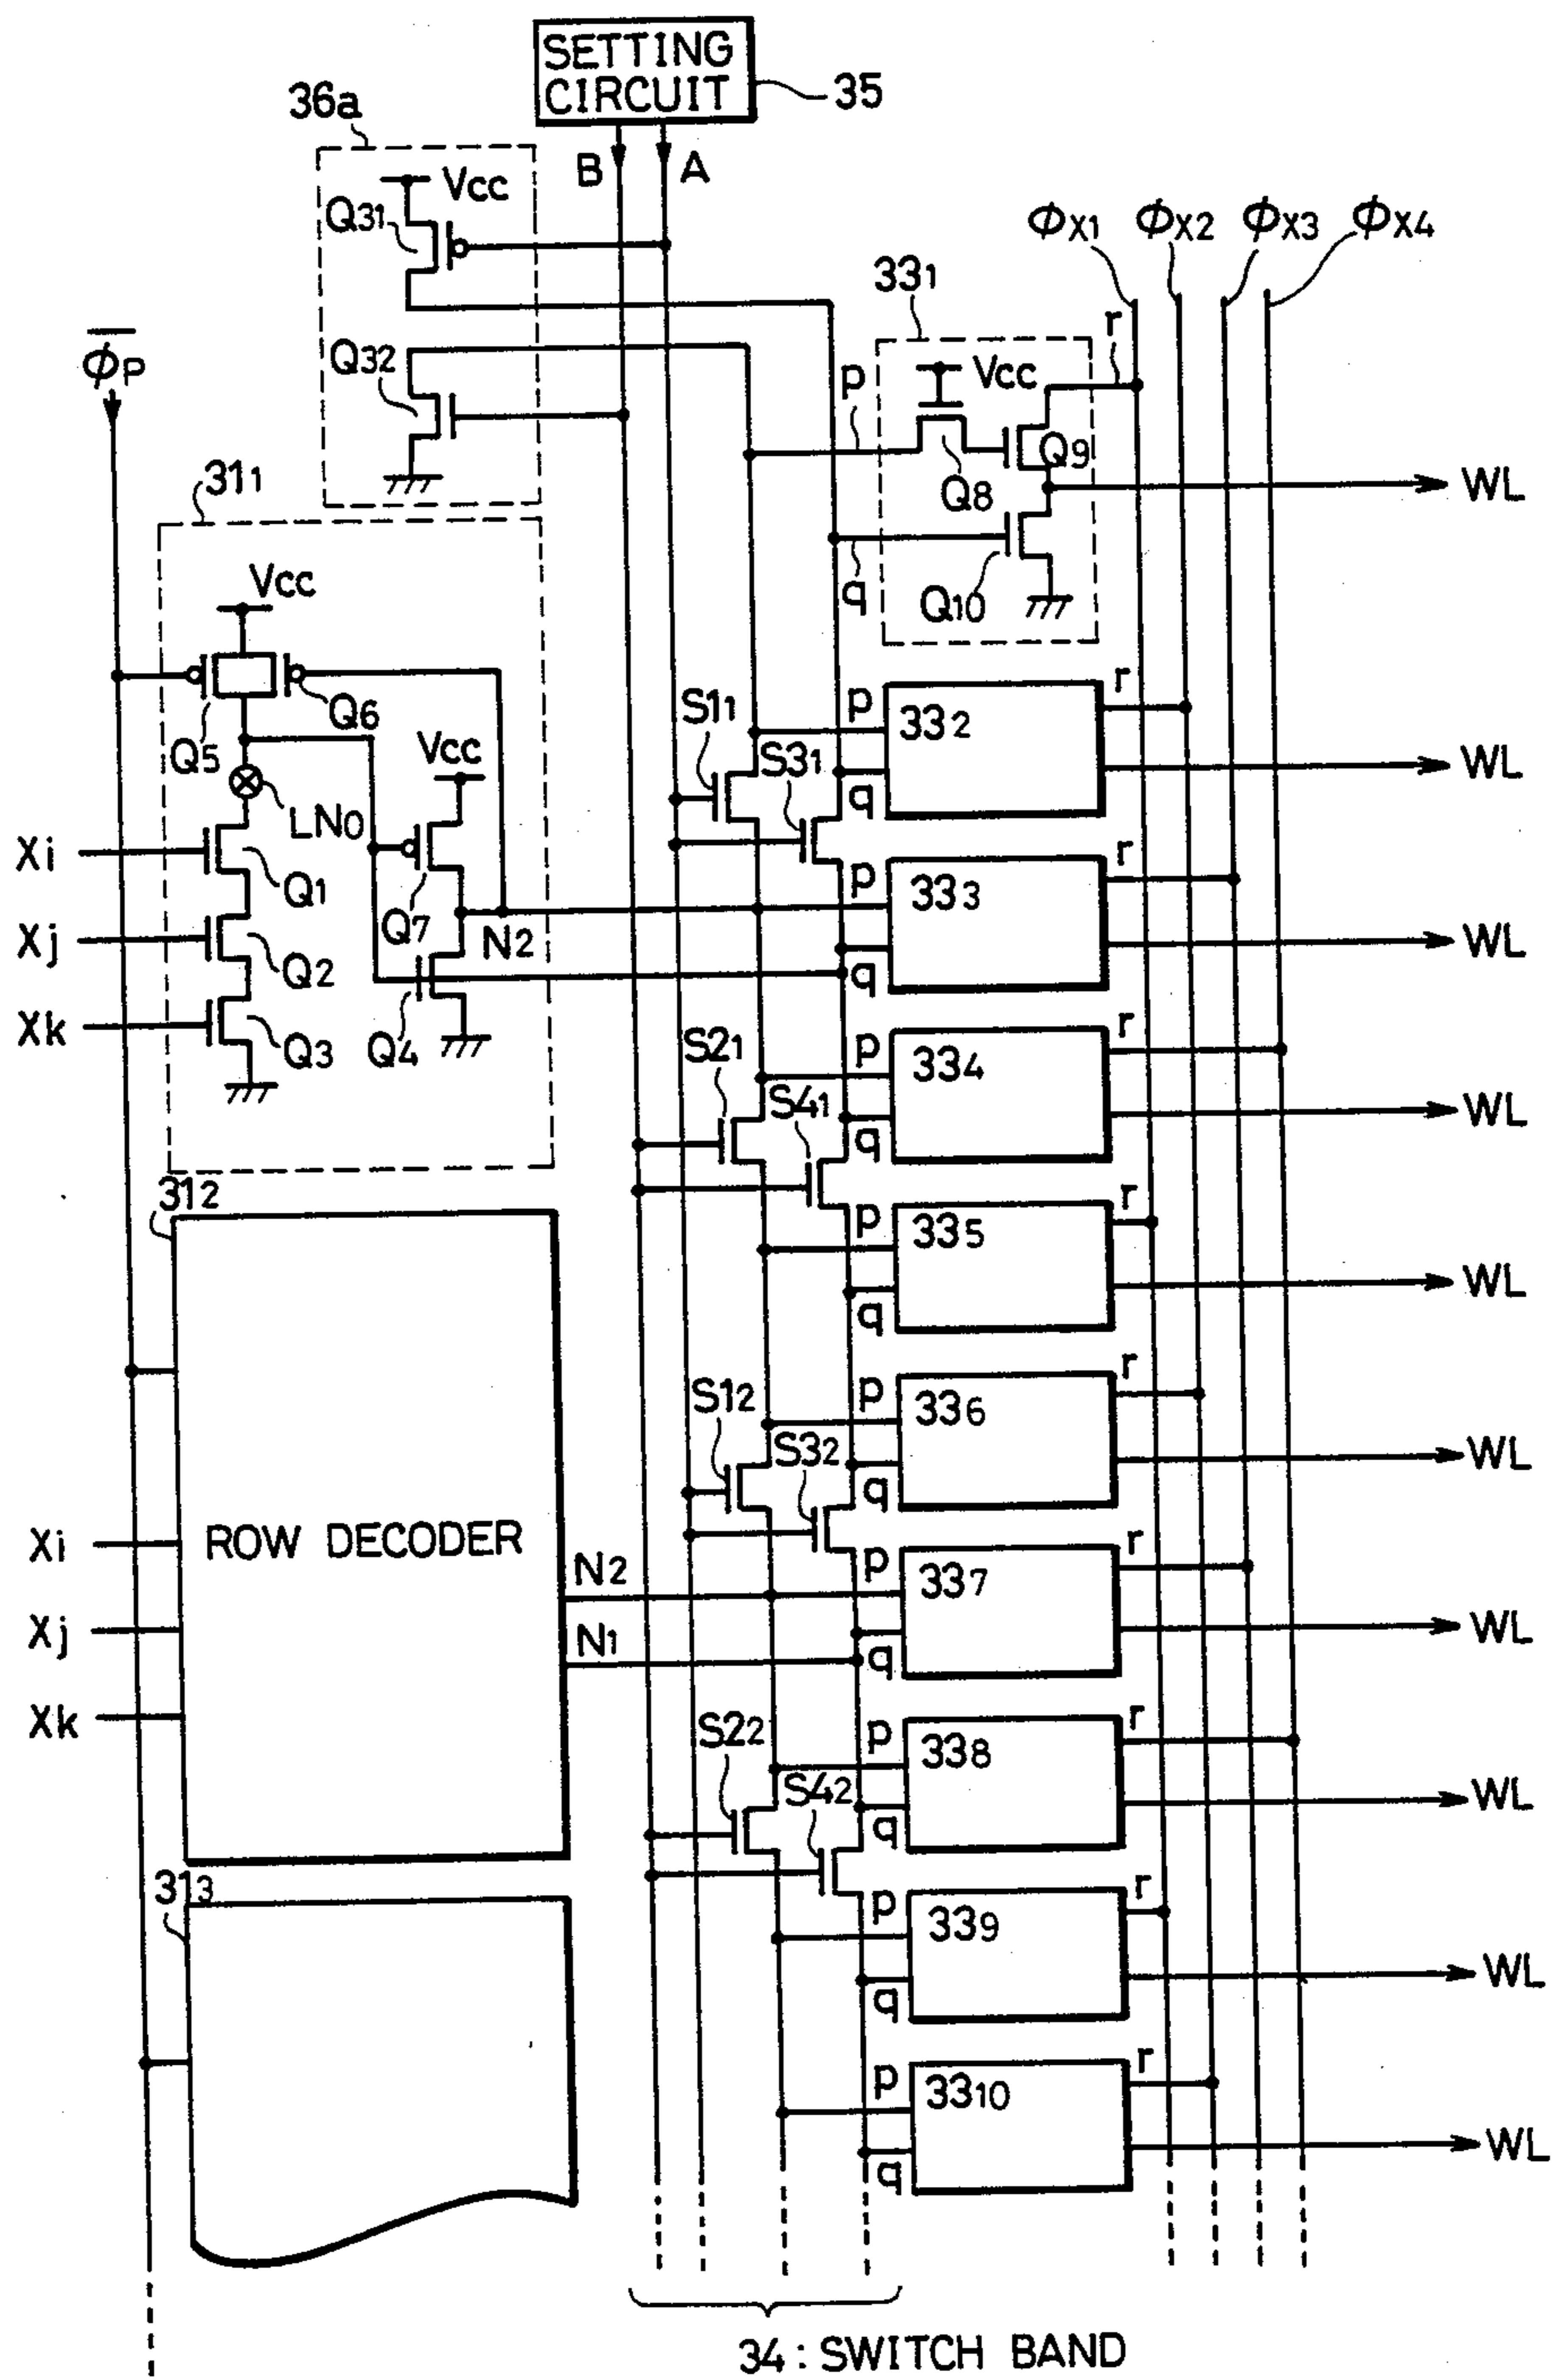 SETTING
CIRCUIT
35
36a
B
A
Vcc
Q31
ΦX1
ΦX2
ΦX3
ΦX4
331
r
Φ̅P̅
Q32
p
Vcc
Q9
Q8
WL
311
q
Q10
Vcc
Q5
Q6
S11
p
332
r
Vcc
S31
WL
q
LN0
Xi
Q1
p
333
r
Q7
N2
Xj
WL
Q2
q
Xk
Q3
Q4
S21
p
334
r
S41
WL
q
312
p
335
r
WL
q
S12
p
336
r
S32
WL
q
Xi
ROW DECODER
N2
p
337
r
Xj
N1
WL
q
Xk
S22
p
338
r
S42
WL
q
313
p
339
r
WL
q
p
3310
r
WL
q
34 : SWITCH BAND